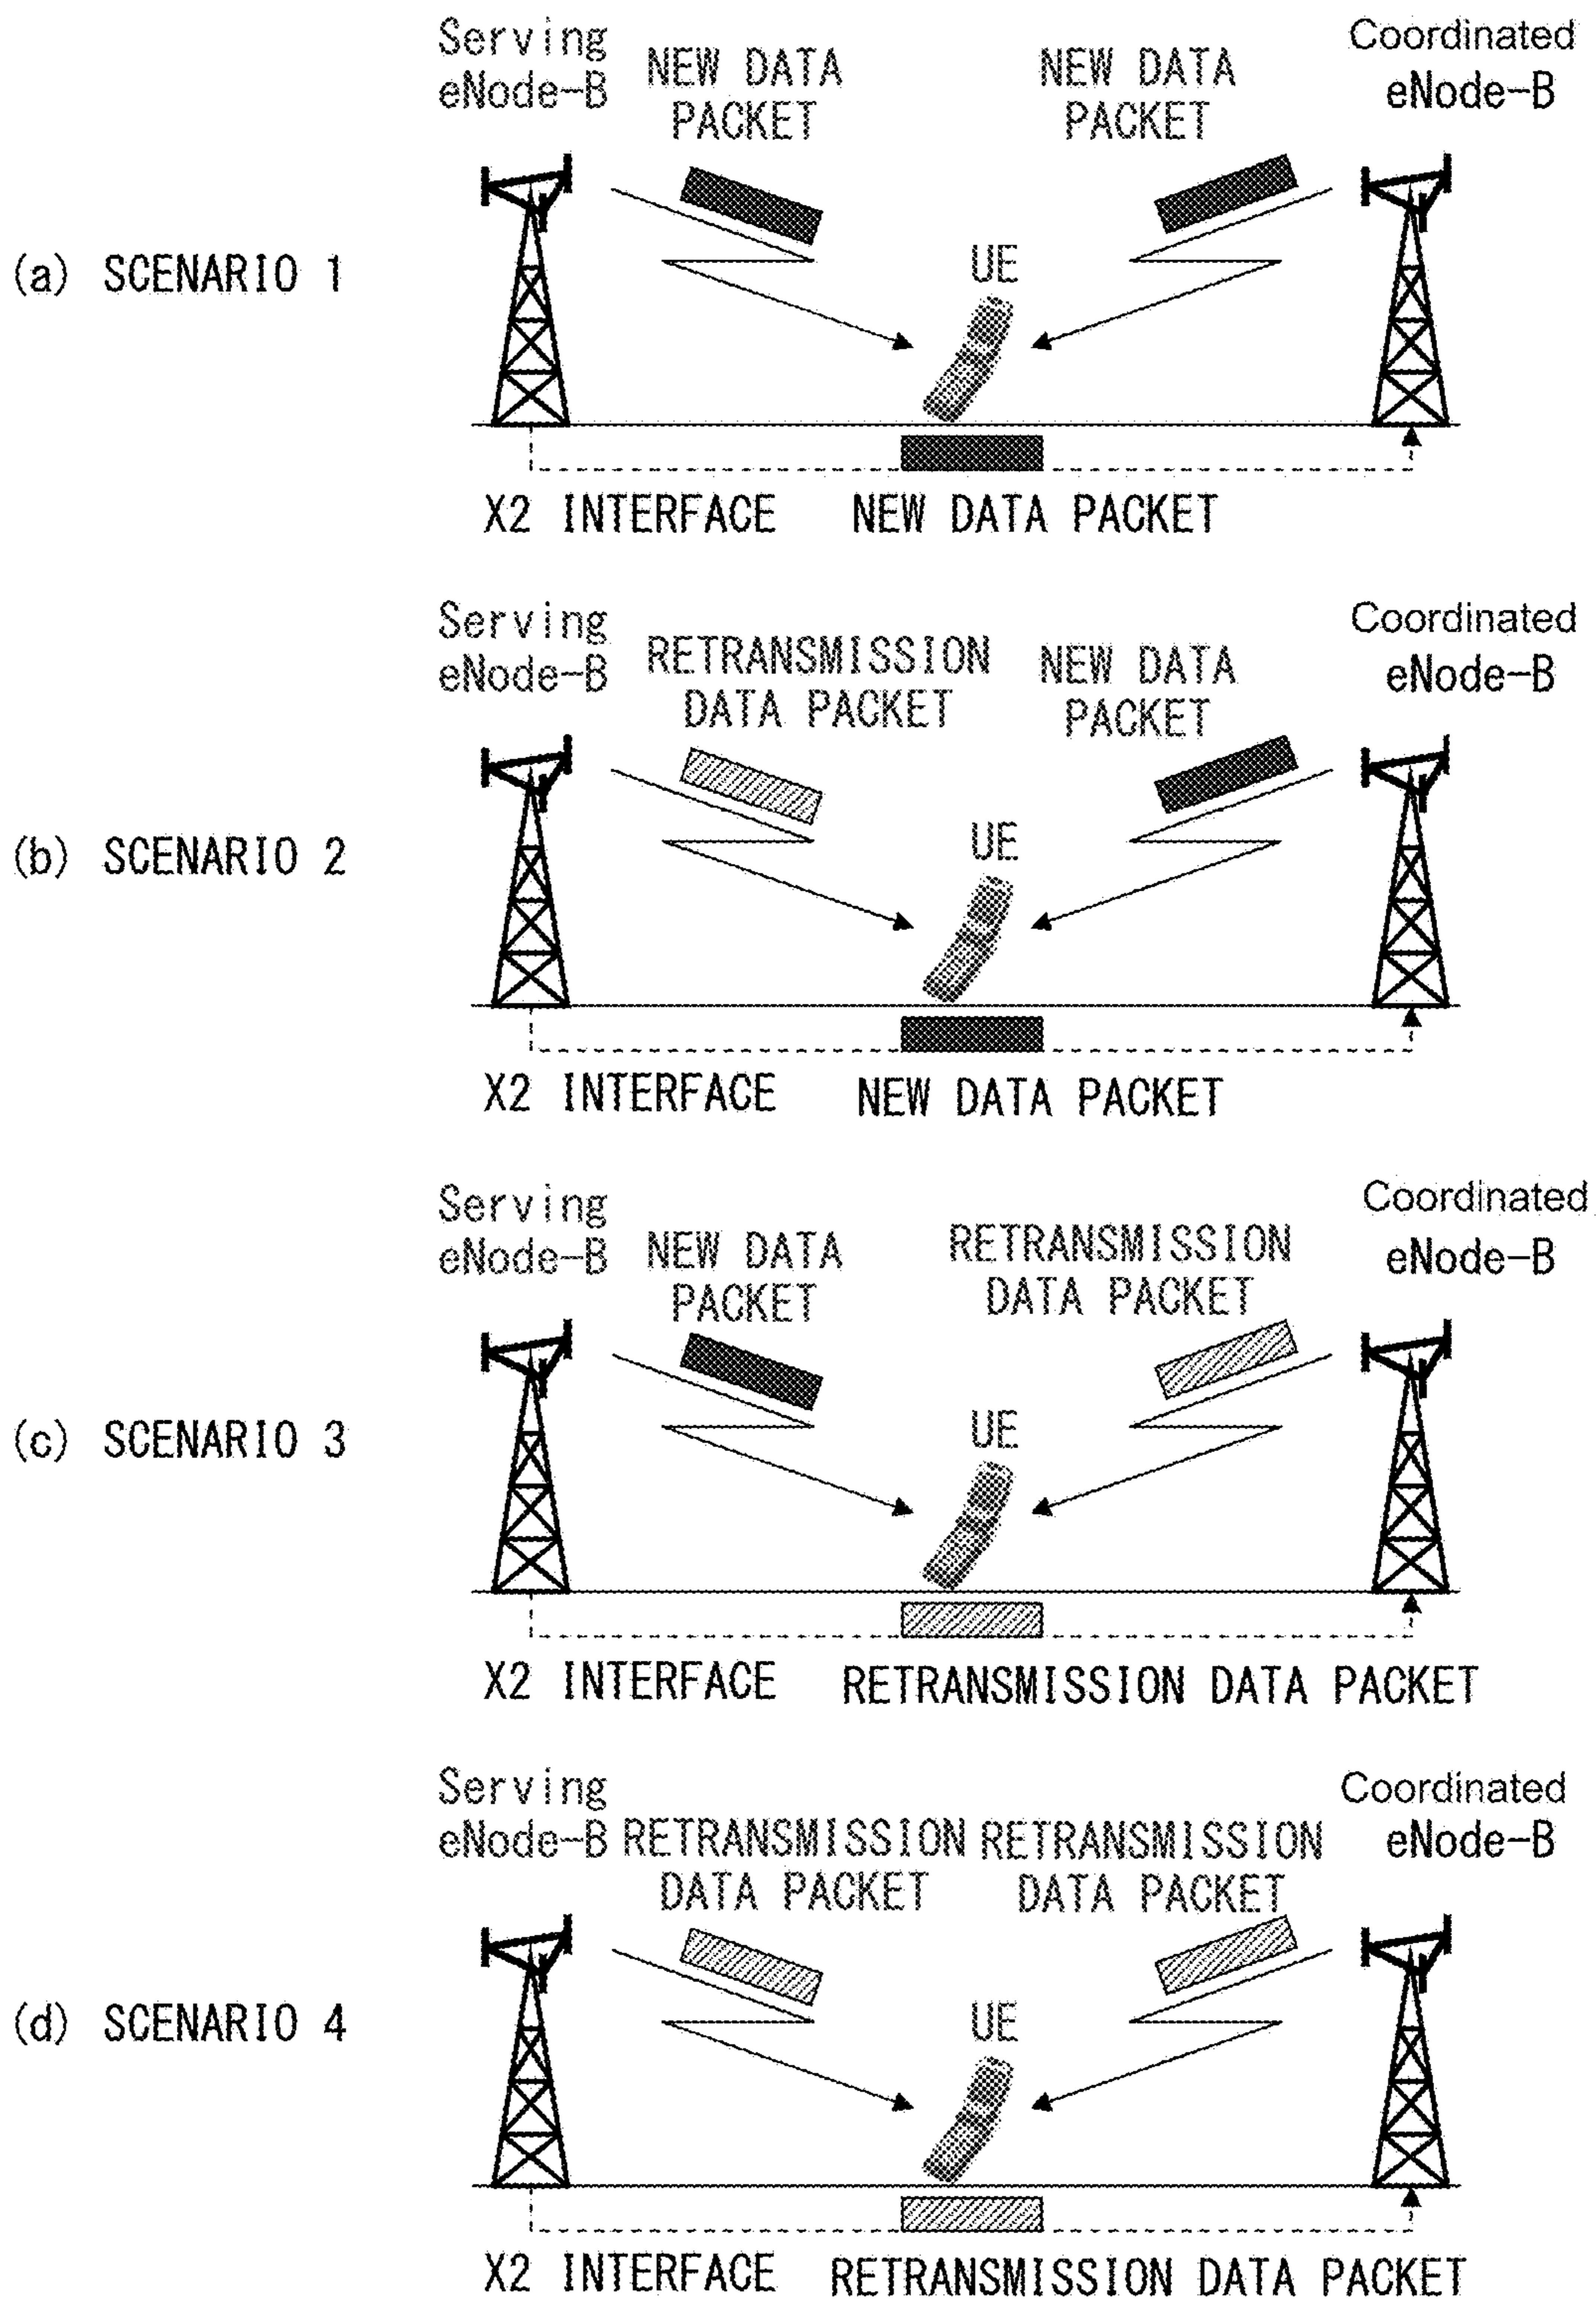 Serving
eNode-B
NEW DATA
PACKET
NEW DATA
PACKET
Coordinated
eNode-B
(a) SCENARIO 1
UE
X2 INTERFACE
NEW DATA PACKET
Serving
eNode-B
RETRANSMISSION
DATA PACKET
NEW DATA
PACKET
Coordinated
eNode-B
(b) SCENARIO 2
UE
X2 INTERFACE
NEW DATA PACKET
Serving
eNode-B
NEW DATA
PACKET
RETRANSMISSION
DATA PACKET
Coordinated
eNode-B
(c) SCENARIO 3
UE
X2 INTERFACE
RETRANSMISSION DATA PACKET
Serving
eNode-B
RETRANSMISSION
DATA PACKET
RETRANSMISSION
DATA PACKET
Coordinated
eNode-B
(d) SCENARIO 4
UE
X2 INTERFACE
RETRANSMISSION DATA PACKET